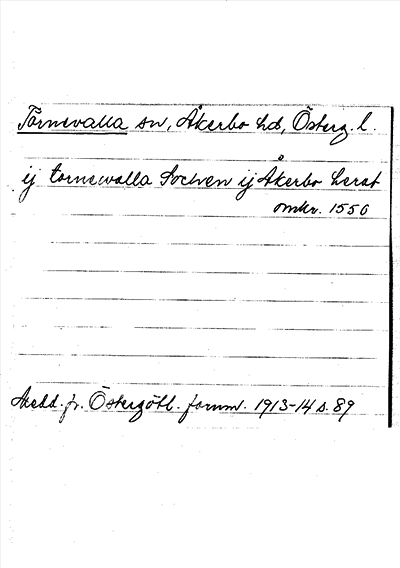 Törnevalla sn, Åkerbo hd, Österg. l.
ij tornewalla Sochen ij Åkerbo herat
omkr. 1550
Medd. fr. Östergötl. fornm. 1913-14 s. 89